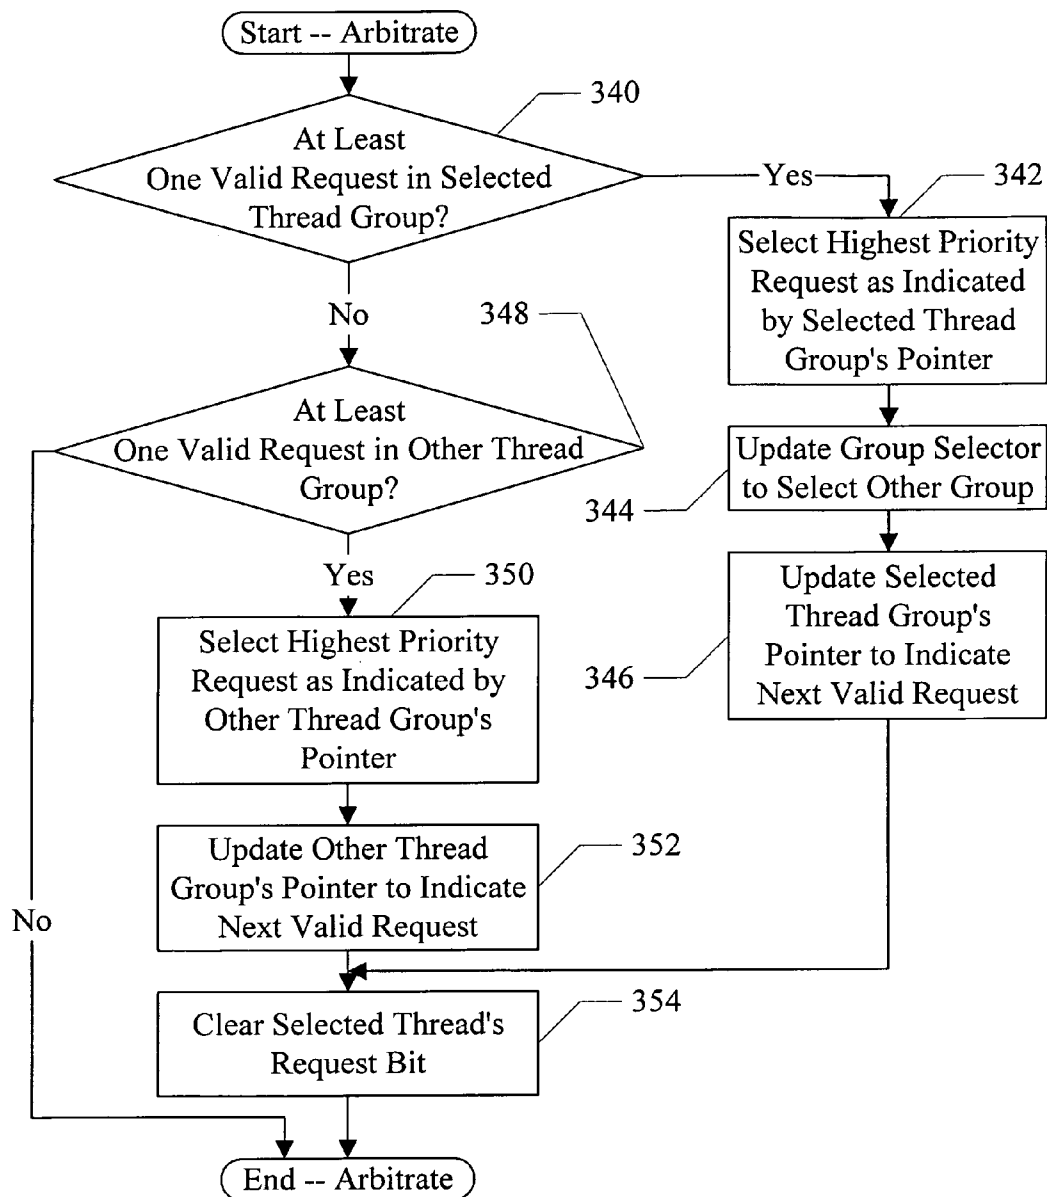 Start -- Arbitrate
340
At Least
One Valid Request in Selected
Thread Group?
Yes
342
Select Highest Priority
Request as Indicated
by Selected Thread
Group's Pointer
No
348
At Least
One Valid Request in Other Thread
Group?
Update Group Selector
to Select Other Group
344
Yes
350
Update Selected
Thread Group's
Pointer to Indicate
Next Valid Request
346
Select Highest Priority
Request as Indicated by
Other Thread Group's
Pointer
Update Other Thread
Group's Pointer to Indicate
Next Valid Request
352
No
354
Clear Selected Thread's
Request Bit
End -- Arbitrate